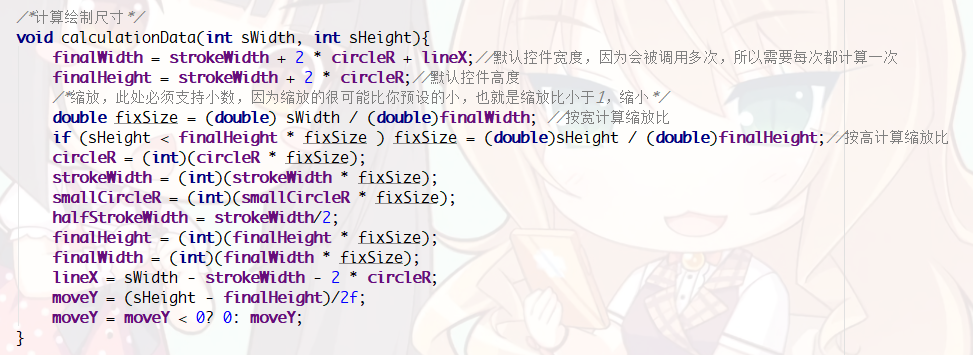 /*计算绘制尺寸*/
void calculationData(int sWidth, int sHeight){
finalWidth = strokeWidth + 2 * circleR + lineX;//默认控件宽度，因为会被调用多次，所以需要每次都计算一次
finalHeight = strokeWidth + 2 * circleR;//默认控件高度
/*缩放，此处必须支持小数，因为缩放的很可能比你预设的小，也就是缩放比小于1，缩小*/
double fixSize = (double) sWidth / (double)finalWidth; //按宽计算缩放比
if (sHeight < finalHeight * fixSize ) fixSize = (double)sHeight / (double)finalHeight;//按高计算缩放比
circleR = (int)(circleR * fixSize);
strokeWidth = (int)(strokeWidth * fixSize);
smallCircleR = (int)(smallCircleR * fixSize);
halfStrokeWidth = strokeWidth/2;
finalHeight = (int)(finalHeight * fixSize);
finalWidth = (int)(finalWidth * fixSize);
lineX = sWidth - strokeWidth - 2 * circleR;
moveY = (sHeight - finalHeight)/2f;
moveY = moveY < 0? 0: moveY;
}